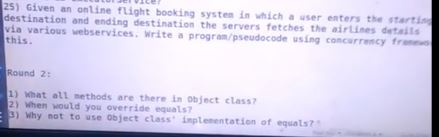 25) Given an online flight booking system in which a user enters the starting
destination and ending destination the servers fetches the airlines details
via various webservices. Write a program/pseudocode using concurrency
this.
Round 2:
1) What all methods are there in Object class?
2) When would you override equals?
3) Why not to use Object class' implementation of equals?